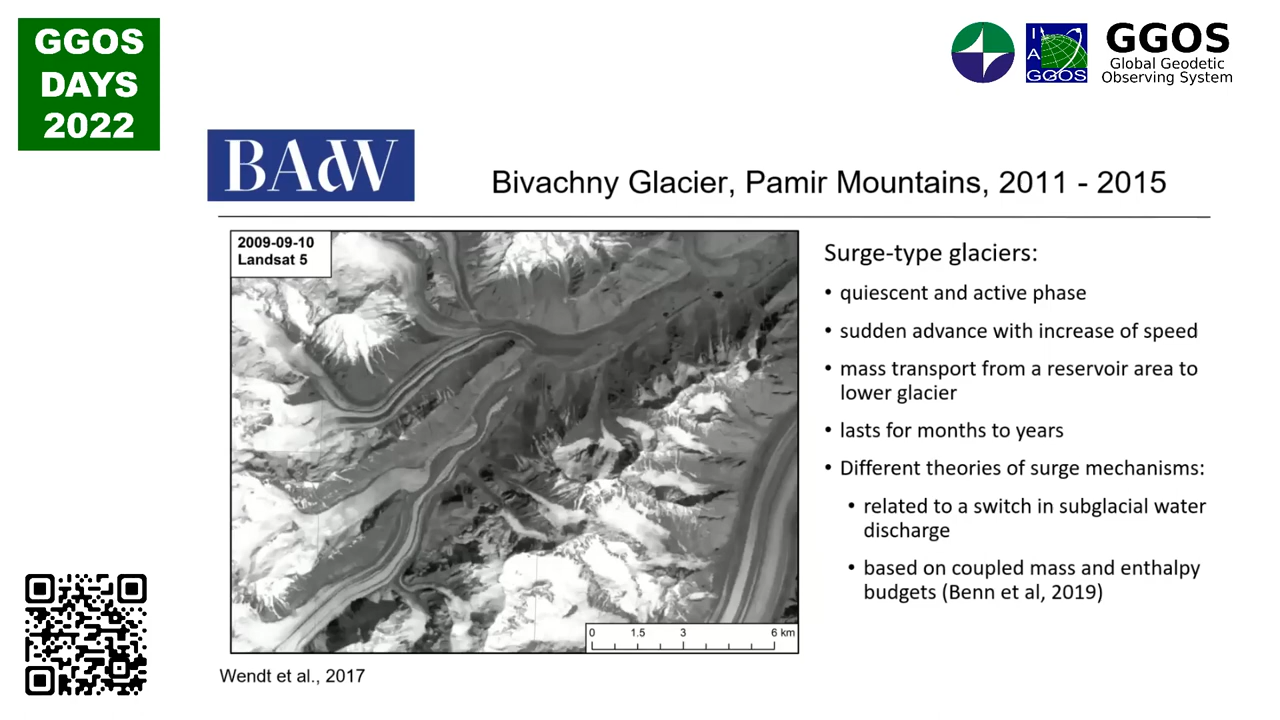 GGOS
DAYS
2022
I
A
GGOS
GGOS
Global Geodetic
Observing System
BAdW
Bivachny Glacier, Pamir Mountains, 2011 - 2015
2009-09-10
Landsat 5
0 1.5 3 6 km
Wendt et al., 2017
Surge-type glaciers:
• quiescent and active phase
• sudden advance with increase of speed
• mass transport from a reservoir area to
lower glacier
• lasts for months to years
• Different theories of surge mechanisms:
• related to a switch in subglacial water
discharge
• based on coupled mass and enthalpy
budgets (Benn et al, 2019)